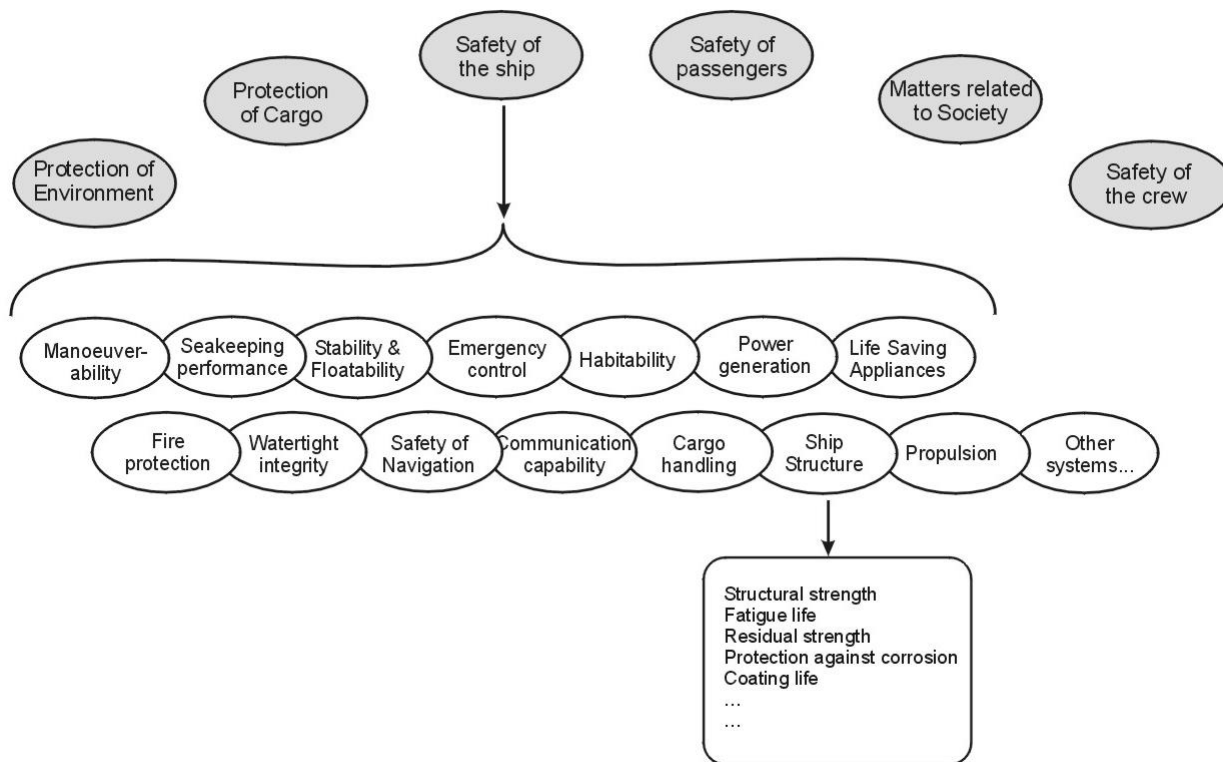 Safety of
the ship
Safety of
passengers
Protection
of Cargo
Matters related
to Society
Protection of
Environment
Safety of
the crew
Manoeuver-
ability
Seakeeping
performance
Stability &
Floatability
Emergency
control
Habitability
Power
generation
Life Saving
Appliances
Fire
protection
Watertight
integrity
Safety of
Navigation
Communication
capability
Cargo
handling
Ship
Structure
Propulsion
Other
systems...
Structural strength
Fatigue life
Residual strength
Protection against corrosion
Coating life
...
...